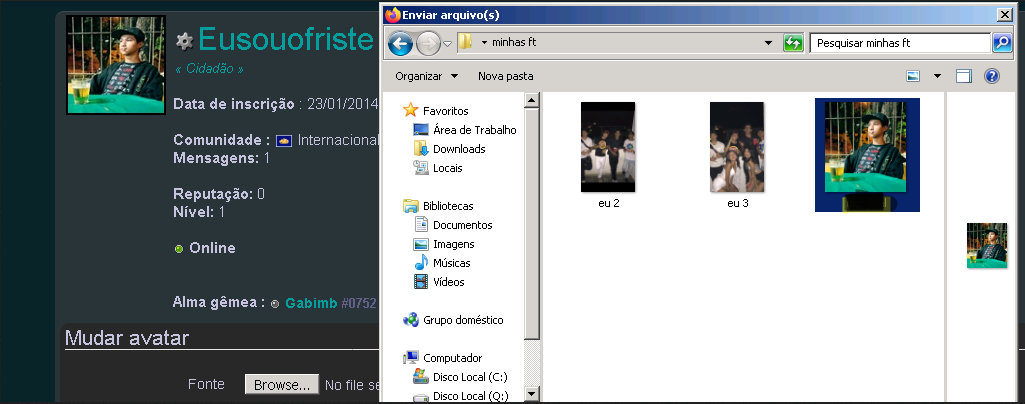 Eusouofriste
« Cidadão »
Data de inscrição : 23/01/2014
Comunidade : Internacional
Mensagens: 1
Reputação: 0
Nível: 1
Online
Alma gêmea : Gabimb #0752
Mudar avatar
Fonte Browse... No file se
Enviar arquivo(s)
minhas ft Pesquisar minhas ft
Organizar Nova pasta
Favoritos
Área de Trabalho
Downloads
Locais
Bibliotecas
Documentos
Imagens
Músicas
Vídeos
Grupo doméstico
Computador
Disco Local (C:)
Disco Local (Q:)
eu 2 eu 3